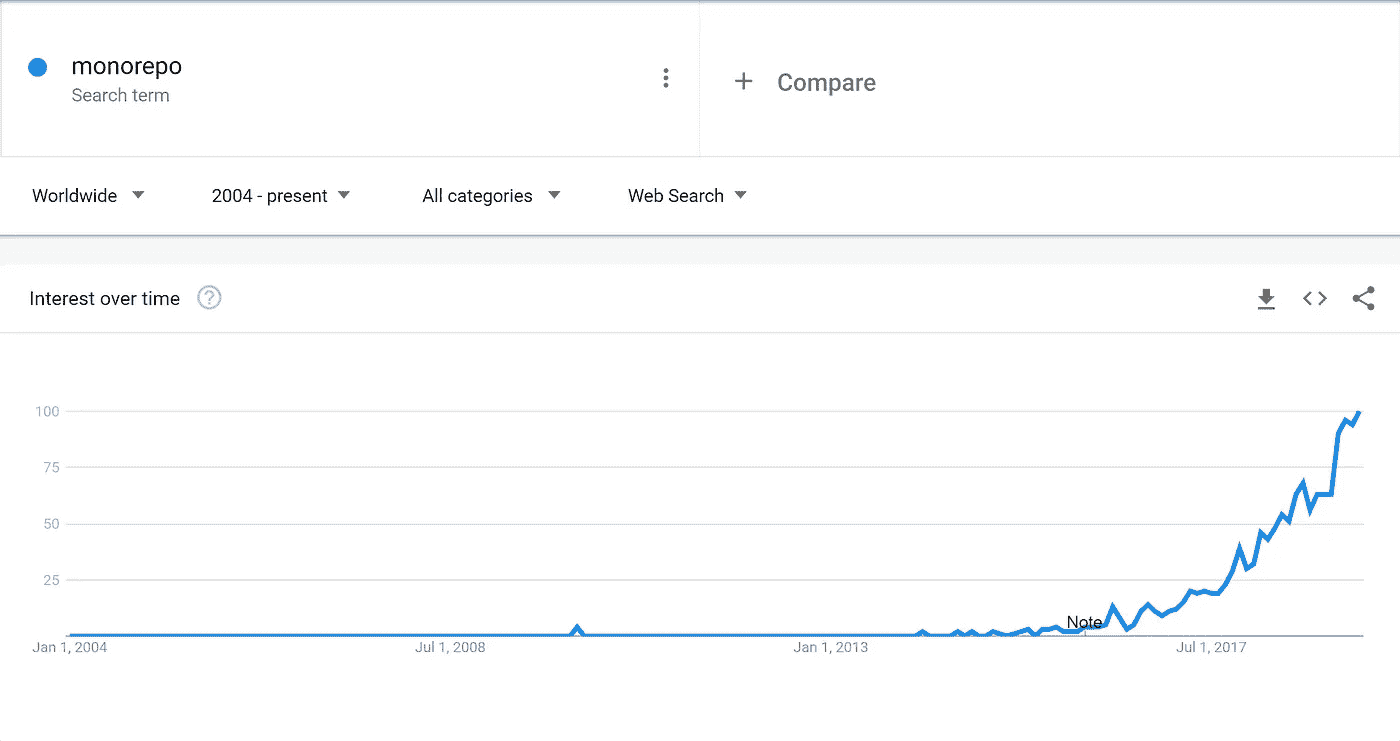 monorepo
Search term
+ Compare
Worldwide
2004 - present
All categories
Web Search
Interest over time ?
100
75
50
25
Note
Jan 1, 2004
Jul 1, 2008
Jan 1, 2013
Jul 1, 2017